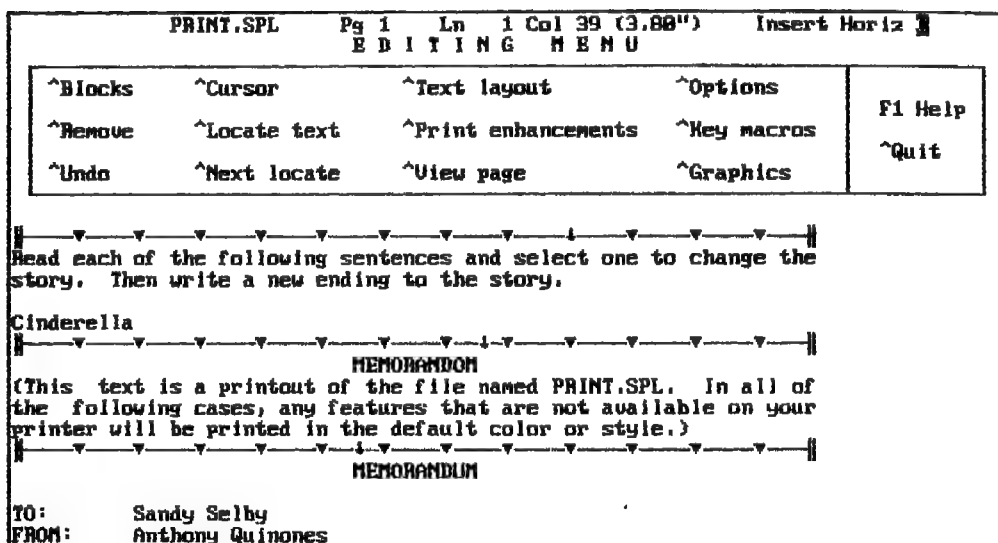 PRINT.SPL Pg 1 Ln 1 Col 39 (3.80") Insert Horiz
E D I T I N G M E N U
^Blocks ^Cursor ^Text layout ^Options
F1 Help
^Remove ^Locate text ^Print enhancements ^Key macros
^Quit
^Undo ^Next locate ^View page ^Graphics
Read each of the following sentences and select one to change the
story. Then write a new ending to the story.
Cinderella
MEMORANDOM
(This text is a printout of the file named PRINT.SPL. In all of
the following cases, any features that are not available on your
printer will be printed in the default color or style.)
MEMORANDUM
TO: Sandy Selby
FROM: Anthony Quinones